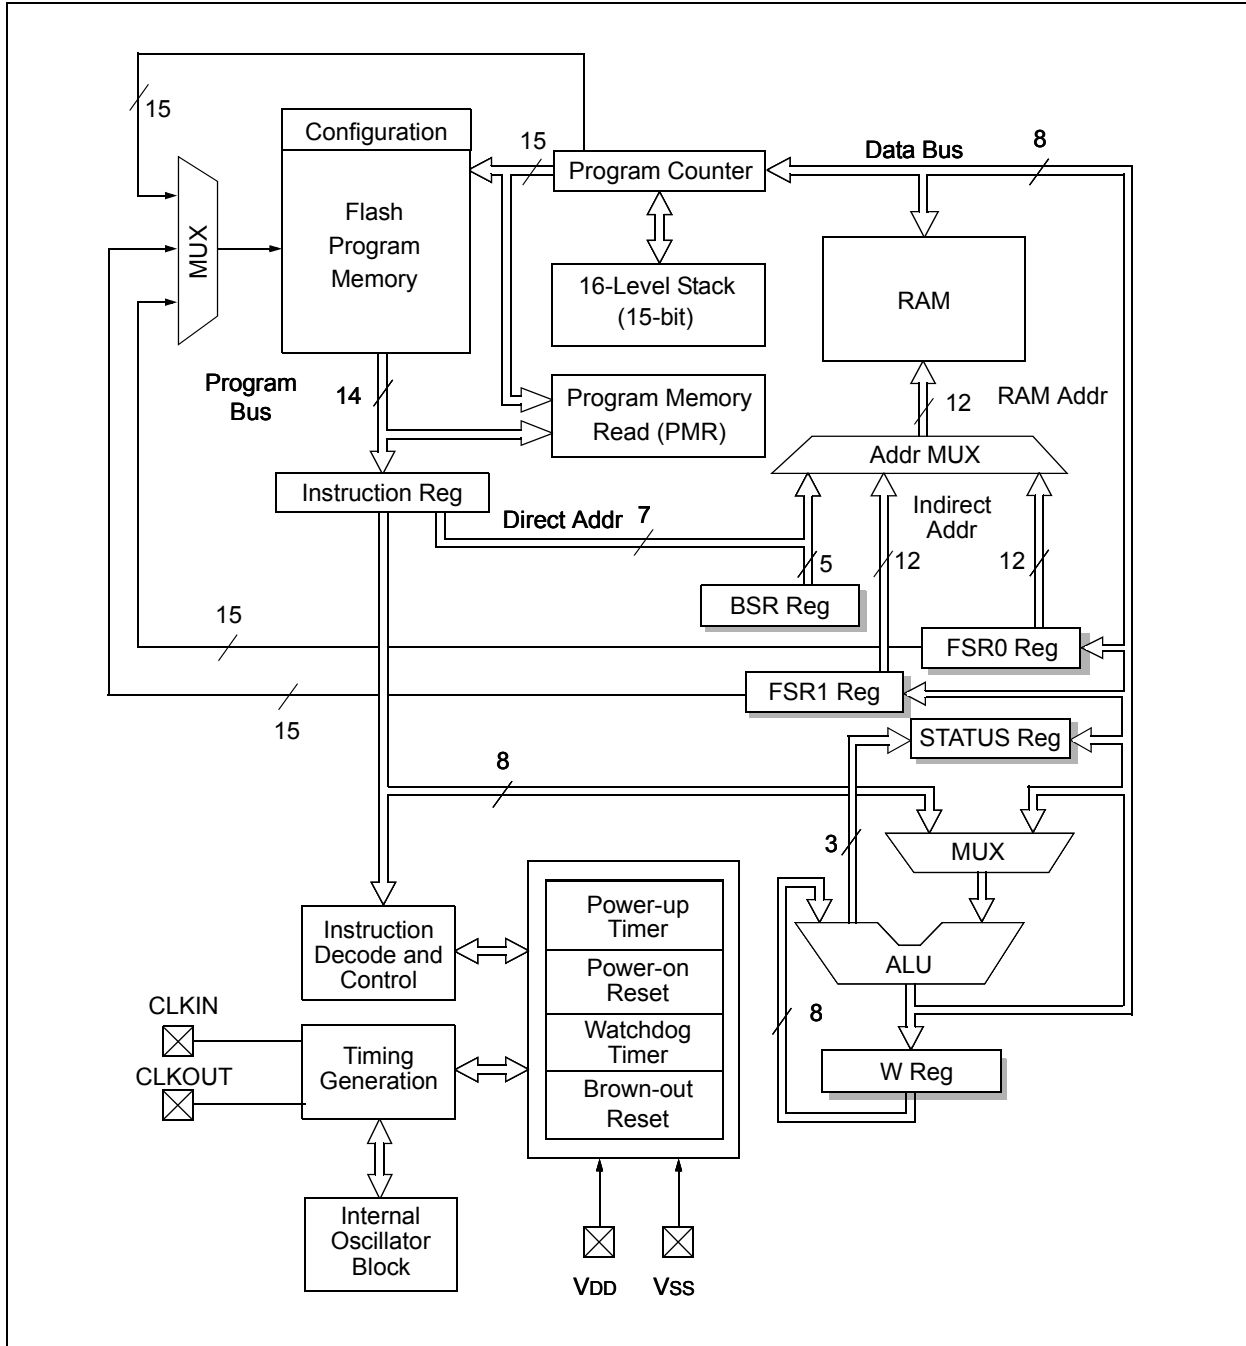 15
Configuration
15
Program Counter
Data Bus
8
MUX
Flash
Program
Memory
16-Level Stack
(15-bit)
RAM
Program
Bus
14
Program Memory
Read (PMR)
12
RAM Addr
Addr MUX
Instruction Reg
Direct Addr
7
Indirect
Addr
5
12
12
BSR Reg
15
FSR0 Reg
FSR1 Reg
15
STATUS Reg
8
3
MUX
Power-up
Timer
Instruction
Decode and
Control
Power-on
Reset
ALU
CLKIN
8
Watchdog
Timer
Timing
Generation
CLKOUT
W Reg
Brown-out
Reset
Internal
Oscillator
Block
VDD
VSS